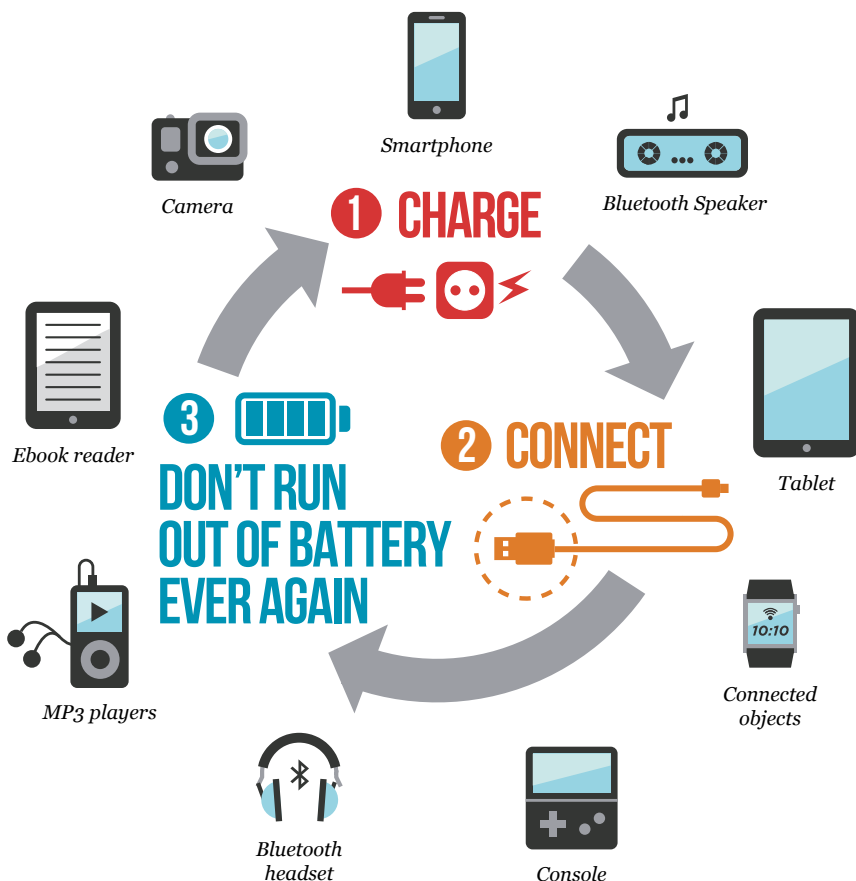 Smartphone
Camera
Bluetooth Speaker
1 CHARGE
Ebook reader
3
2 CONNECT
Tablet
DON'T RUN
OUT OF BATTERY
EVER AGAIN
10:10
MP3 players
Connected
objects
Bluetooth
headset
Console